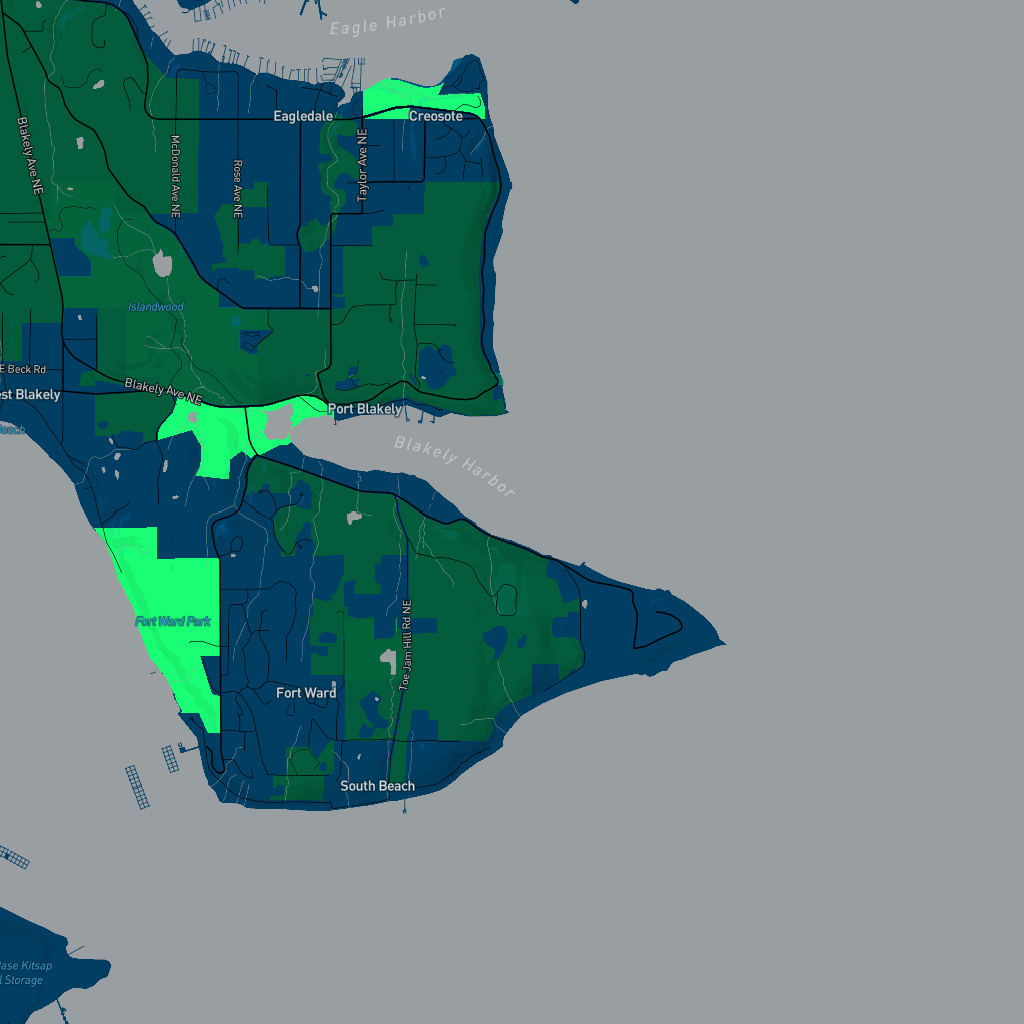 Eagle Harbor
Eagledale
Creosote
Blakely Ave NE
McDonald Ave NE
Rose Ave NE
Taylor Ave NE
Islandwood
E Beck Rd
Blakely Ave NE
est Blakely
Port Blakely
Blakely Harbor
Fort Ward Park
Toe Jam Hill Rd NE
Fort Ward
South Beach
ase Kitsap
l Storage